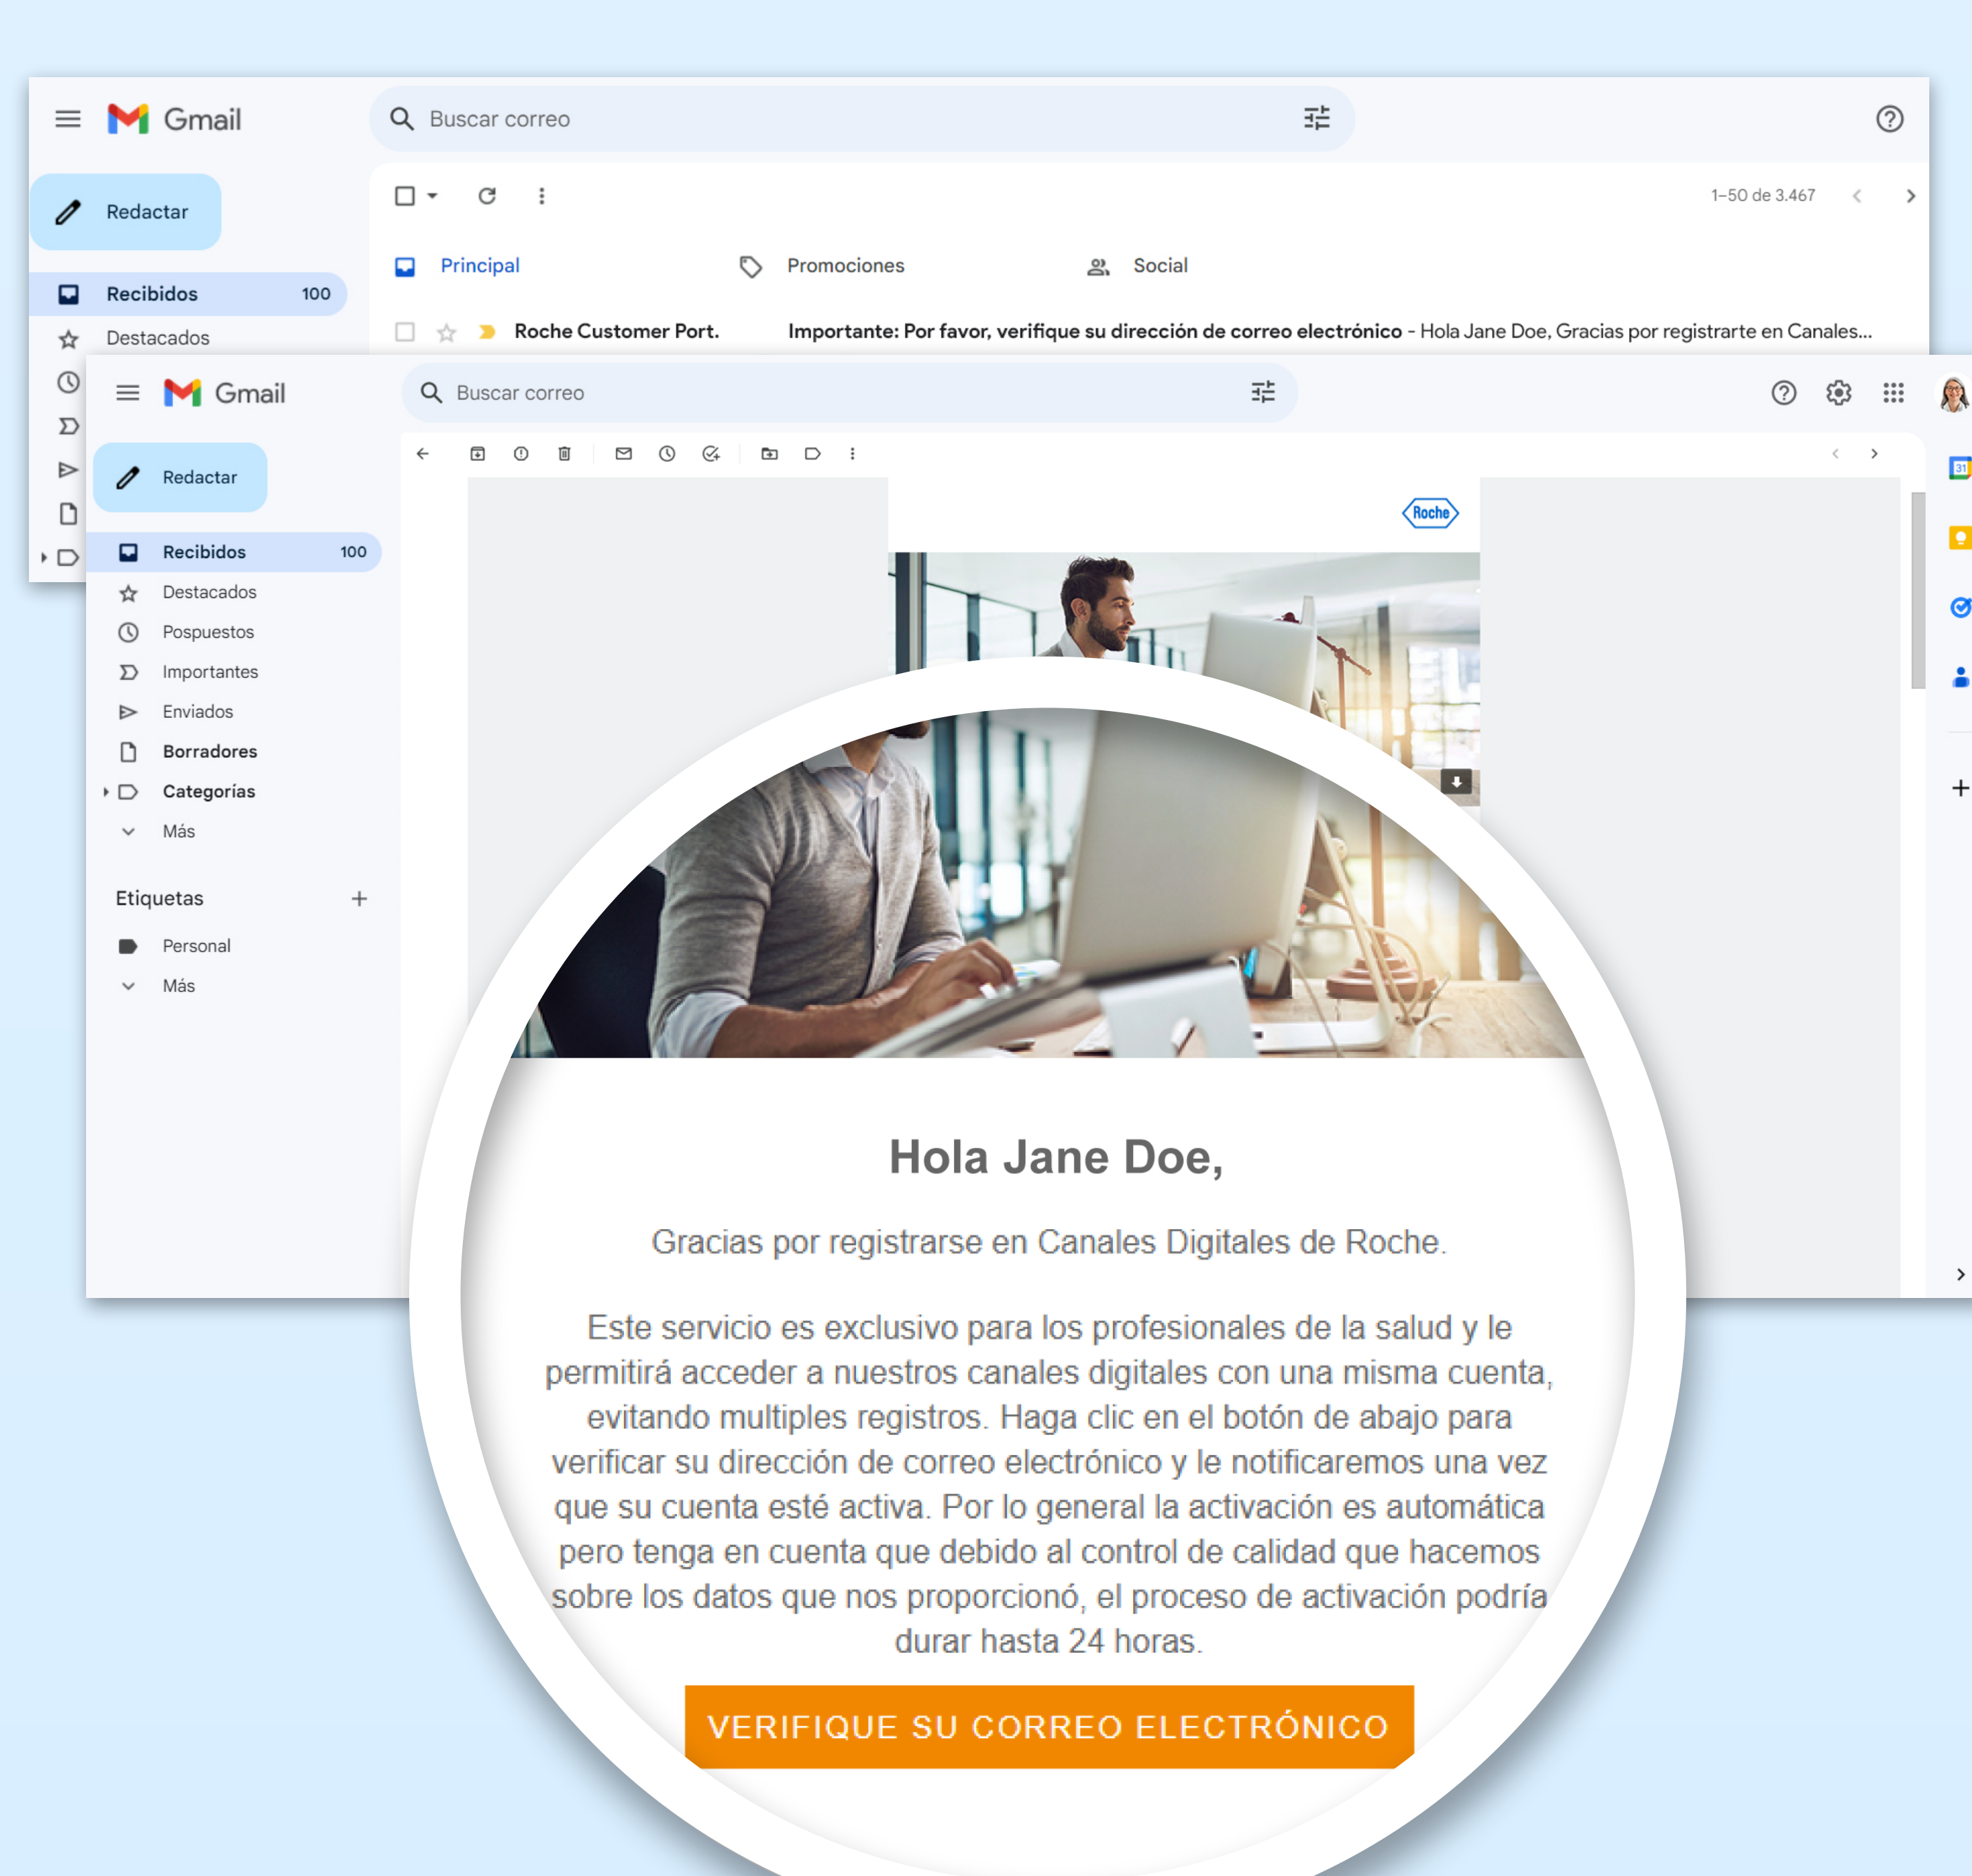 Gmail
Buscar correo
Redactar
1–50 de 3.467
Principal
Promociones
Social
Recibidos 100
Destacados
Roche Customer Port. Importante: Por favor, verifique su dirección de correo electrónico - Hola Jane Doe, Gracias por registrarte en Canales...
Gmail
Buscar correo
31
Redactar
Roche
Recibidos 100
Destacados
Pospuestos
Importantes
Enviados
Borradores
Categorías
Más
Etiquetas
Personal
Más
Hola Jane Doe,
Gracias por registrarse en Canales Digitales de Roche.
Este servicio es exclusivo para los profesionales de la salud y le
permitirá acceder a nuestros canales digitales con una misma cuenta,
evitando multiples registros. Haga clic en el botón de abajo para
verificar su dirección de correo electrónico y le notificaremos una vez
que su cuenta esté activa. Por lo general la activación es automática
pero tenga en cuenta que debido al control de calidad que hacemos
sobre los datos que nos proporcionó, el proceso de activación podría
durar hasta 24 horas.
VERIFIQUE SU CORREO ELECTRÓNICO